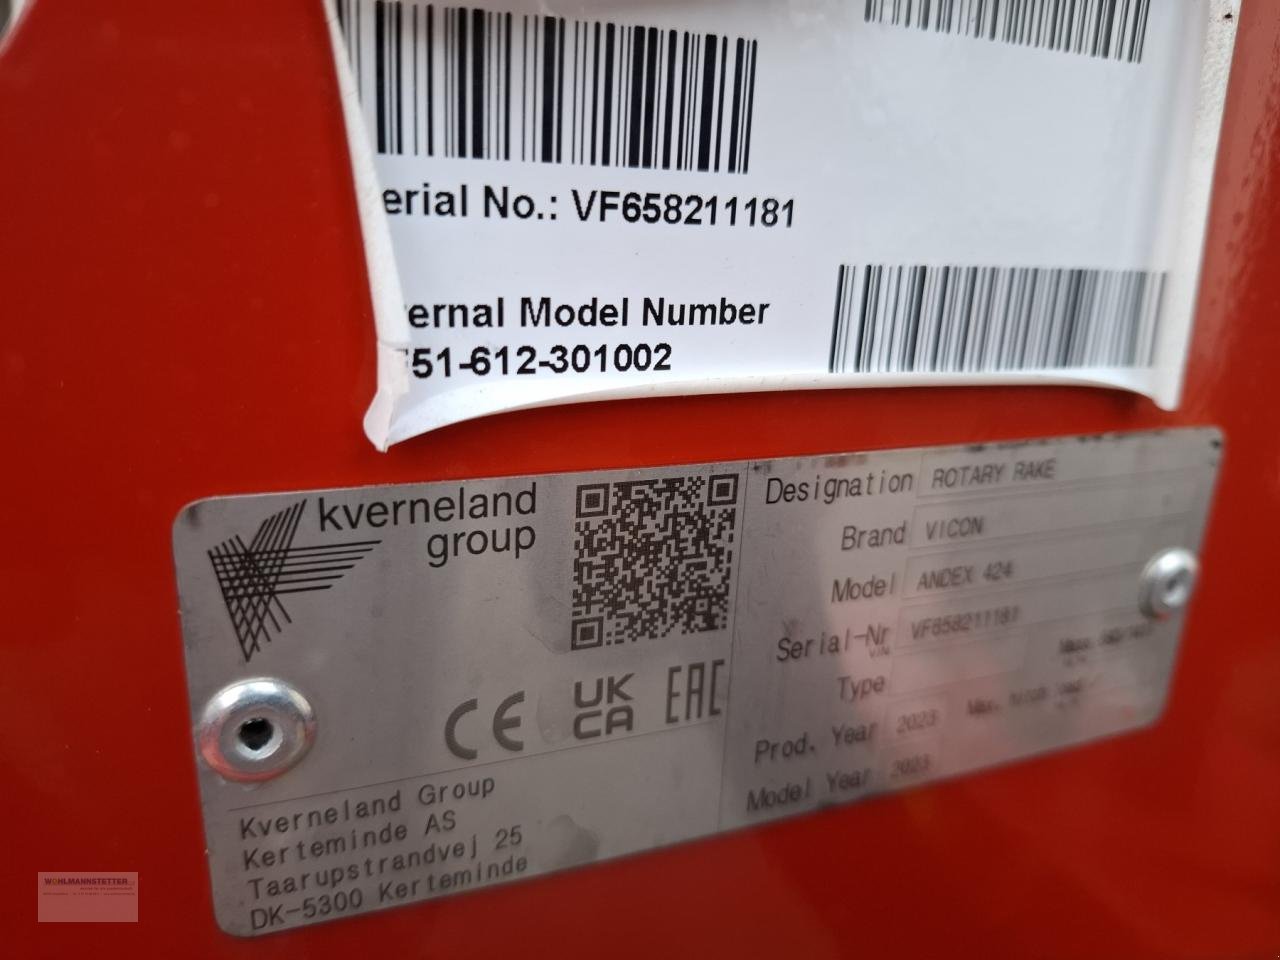 erial No.: VF658211181
ernal Model Number
51-612-301002
kverneland
group
UK
CA
CE
EAC
Kverneland Group
Kerteminde AS
Taarupstrandvej 25
DK-5300 Kerteminde
Designation ROTARY RAKE
Brand VICON
Model ANDEX 424
Serial-Nr VF658211181
VIN
Type
Prod. Year 2023
Model Year 2023
WOHLMANNSTETTER